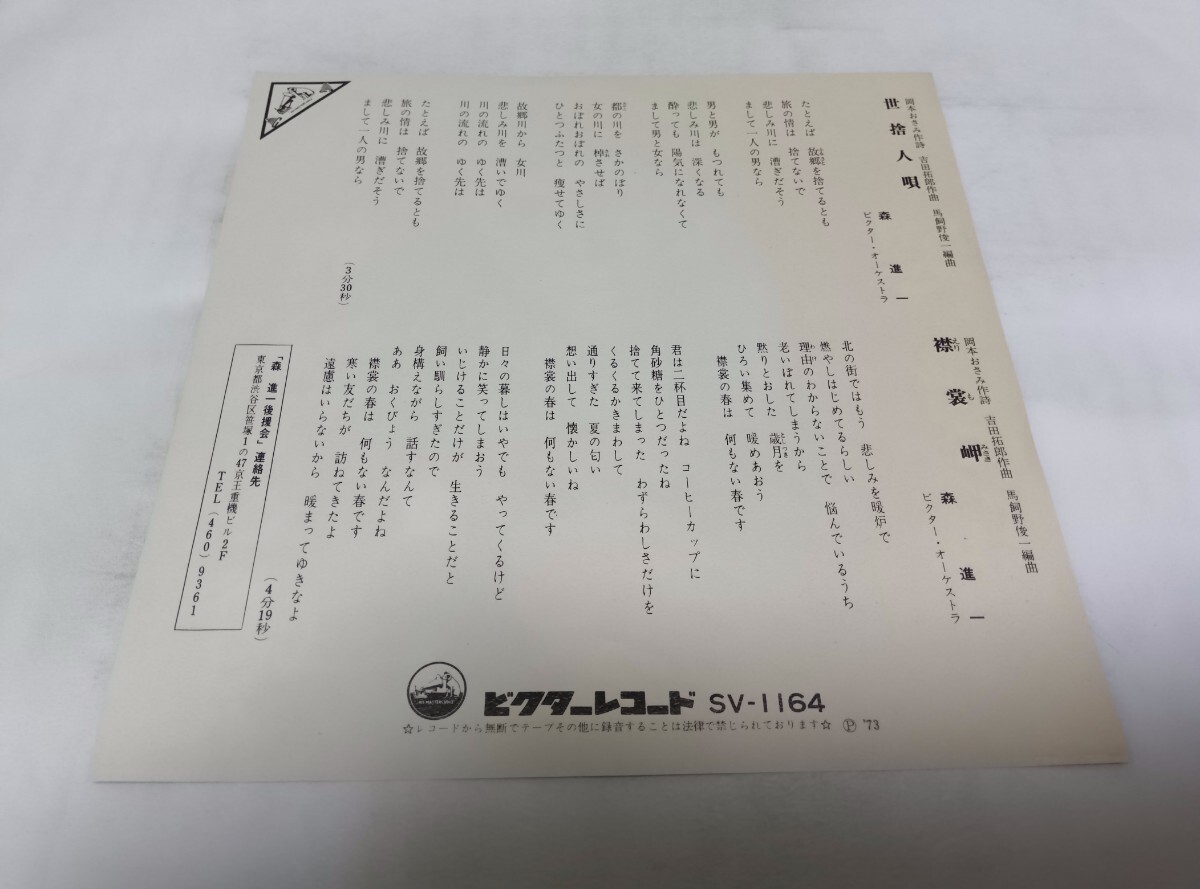 岡本おさみ作詩
吉田拓郎作曲
馬飼野俊一編曲
世捨人唄
森進一
ビクター・オーケストラ
たとえば 故郷を捨てるとも
旅の情は 捨てないで
悲しみ川に 漕ぎだそう
まして一人の男なら
男と男が もつれても
悲しみ川は 深くなる
酔っても 陽気になれなくて
まして男と女なら
都の川を さかのぼり
女の川に 棹させば
おぼれおぼれの やさしさに
ひとつふたつと 瘦せてゆく
故郷川から 女川
悲しみ川を 漕いでゆく
川の流れの ゆく先は
川の流れの ゆく先は
たとえば 故郷を捨てるとも
旅の情は 捨てないで
悲しみ川に 漕ぎだそう
まして一人の男なら
（3分30秒）
岡本おさみ作詩
吉田拓郎作曲
馬飼野俊一編曲
襟裳岬
えりもみさき
森進一
ビクター・オーケストラ
北の街ではもう 悲しみを暖炉で
燃やしはじめてるらしい
理由のわからないことで 悩んでいるうち
老いぼれてしまうから
黙りとおした 歳月を
ひろい集めて 暖めあおう
襟裳の春は 何もない春です
君は二杯目だよね コーヒーカップに
角砂糖をひとつだったね
捨てて来てしまった わずらわしさだけを
くるくるかきまわして
通りすぎた 夏の匂い
想い出して 懐かしいね
襟裳の春は 何もない春です
日々の暮しはいやでも やってくるけど
静かに笑ってしまおう
いじけることだけが 生きることだと
飼い馴らしすぎたので
身構えながら 話すなんて
ああ おくびょう なんだよね
襟裳の春は 何もない春です
寒い友だちが 訪ねてきたよ
遠慮はいらないから 暖まってゆきなよ
（4分19秒）
「森進一後援会」連絡先
東京都渋谷区笹塚1の47京王重機ビル2F
TEL（460）9361
ビクターレコード SV-1164
☆レコードから無断でテープその他に録音することは法律で禁じられております☆ Ⓟ '73